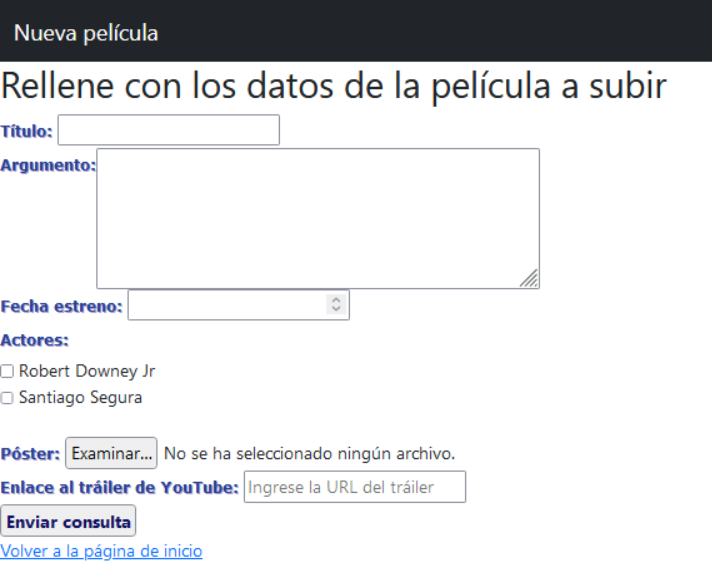 Nueva película
Rellene con los datos de la película a subir
Título:
Argumento:
Fecha estreno:
Actores:
Robert Downey Jr
Santiago Segura
Póster: Examinar... No se ha seleccionado ningún archivo.
Enlace al tráiler de YouTube: Ingrese la URL del tráiler
Enviar consulta
Volver a la página de inicio